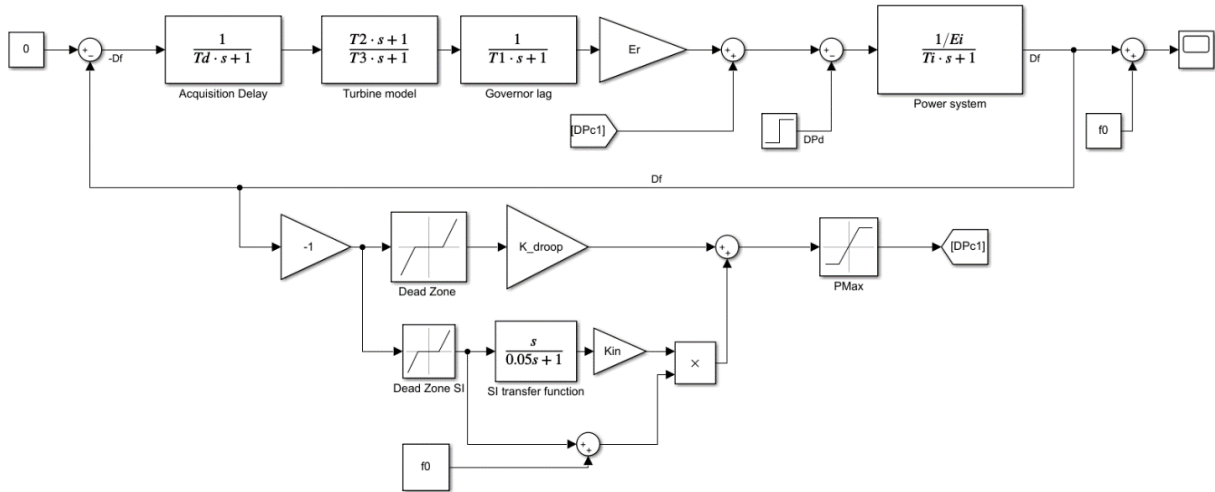 0
+
−
-Df
1
Td · s + 1
Acquisition Delay
T2 · s + 1
T3 · s + 1
Turbine model
1
T1 · s + 1
Governor lag
Er
+
+
[DPc1]
+
−
DPd
1/Ei
Ti · s + 1
Power system
Df
+
+
f0
Df
-1
Dead Zone
K_droop
+
+
PMax
[DPc1]
Dead Zone SI
s
0.05s + 1
SI transfer function
Kin
×
f0
+
+